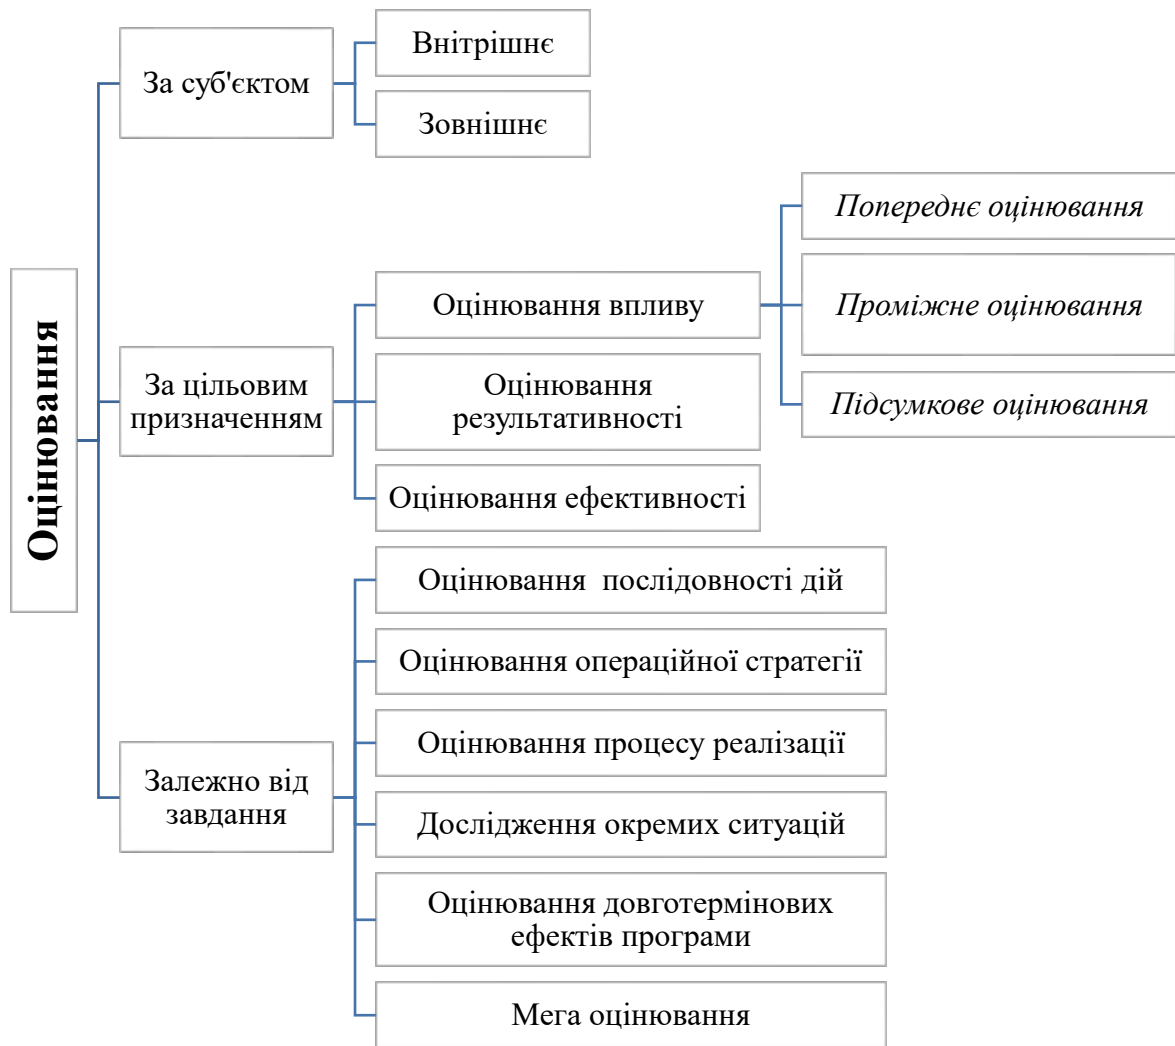 Оцінювання
За суб'єктом
Внітрішнє
Зовнішнє
За цільовим
призначенням
Оцінювання впливу
Попереднє оцінювання
Проміжне оцінювання
Підсумкове оцінювання
Оцінювання
результативності
Оцінювання ефективності
Залежно від
завдання
Оцінювання послідовності дій
Оцінювання операційної стратегії
Оцінювання процесу реалізації
Дослідження окремих ситуацій
Оцінювання довготермінових
ефектів програми
Мега оцінювання